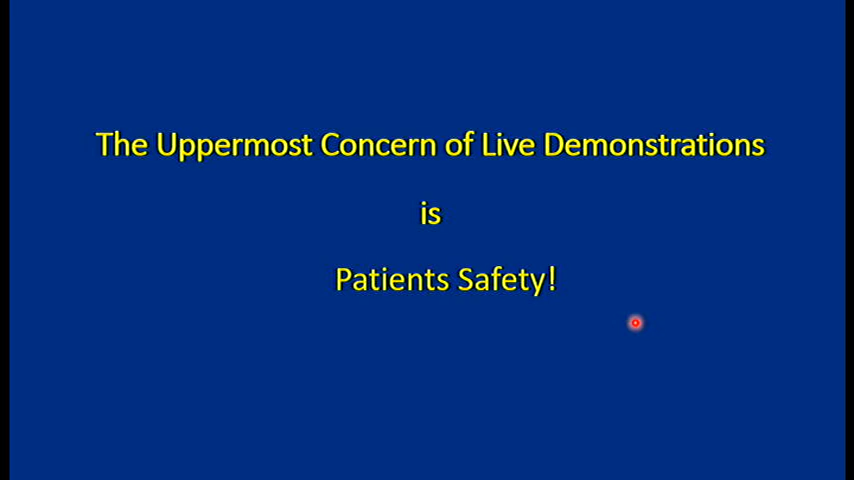 The Uppermost Concern of Live Demonstrations
is
Patients Safety!